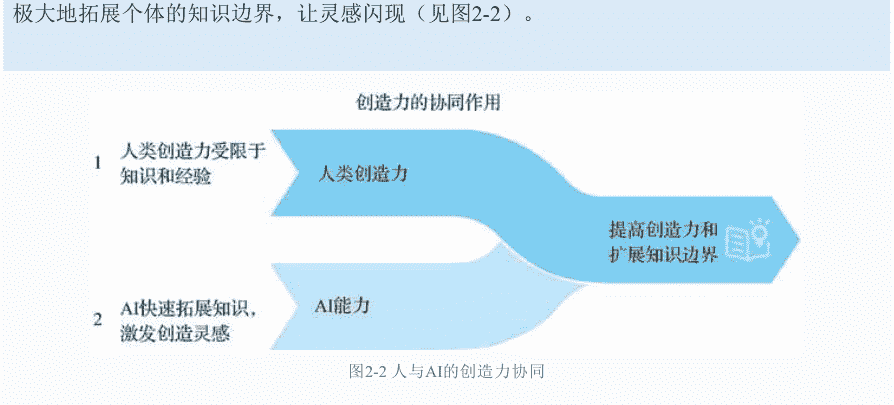 极大地拓展个体的知识边界，让灵感闪现（见图2-2）。
创造力的协同作用
1
人类创造力受限于
知识和经验
人类创造力
提高创造力和
扩展知识边界
2
AI快速拓展知识，
激发创造灵感
AI能力
图2-2 人与AI的创造力协同